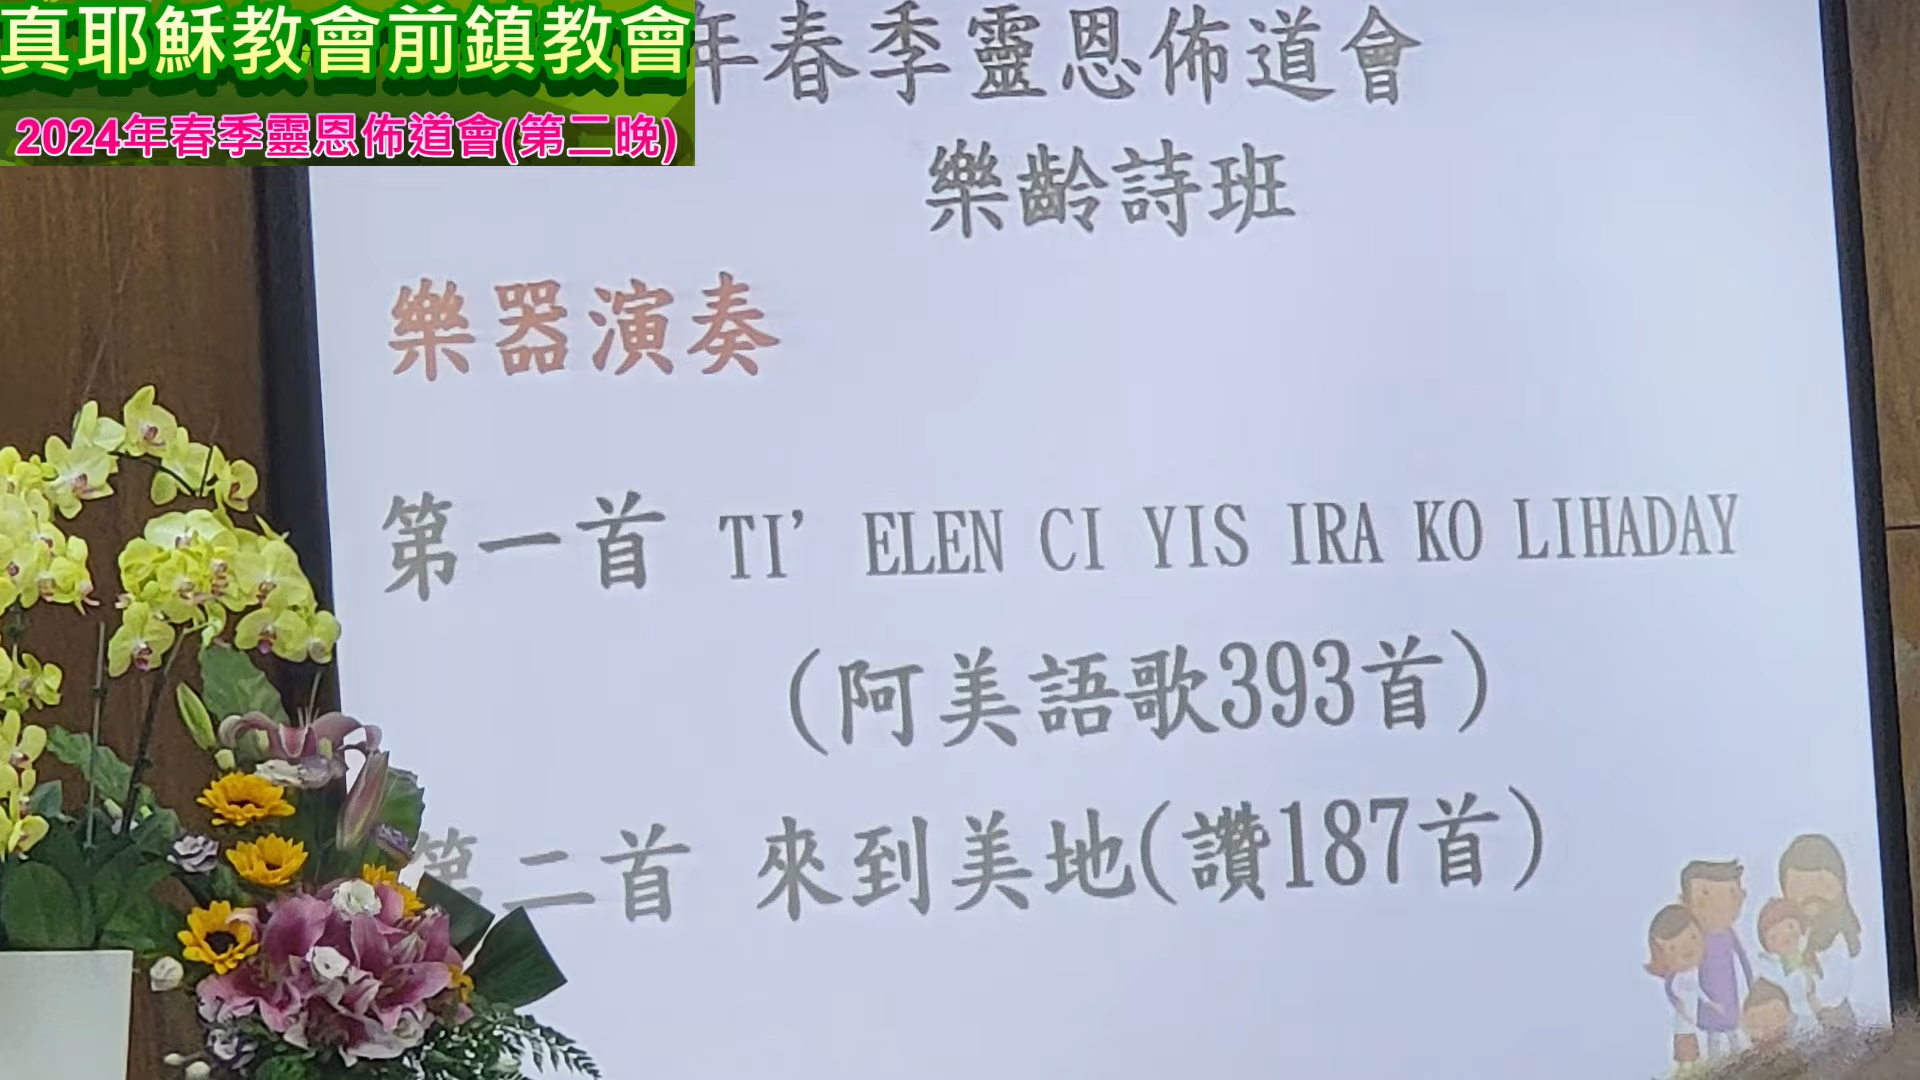 真耶穌教會前鎮教會
2024年春季靈恩佈道會(第二晚)
年春季靈恩佈道會
樂齡詩班
樂器演奏
第一首 TI' ELEN CI YIS IRA KO LIHADAY
(阿美語歌393首)
第二首 來到美地(讚187首)